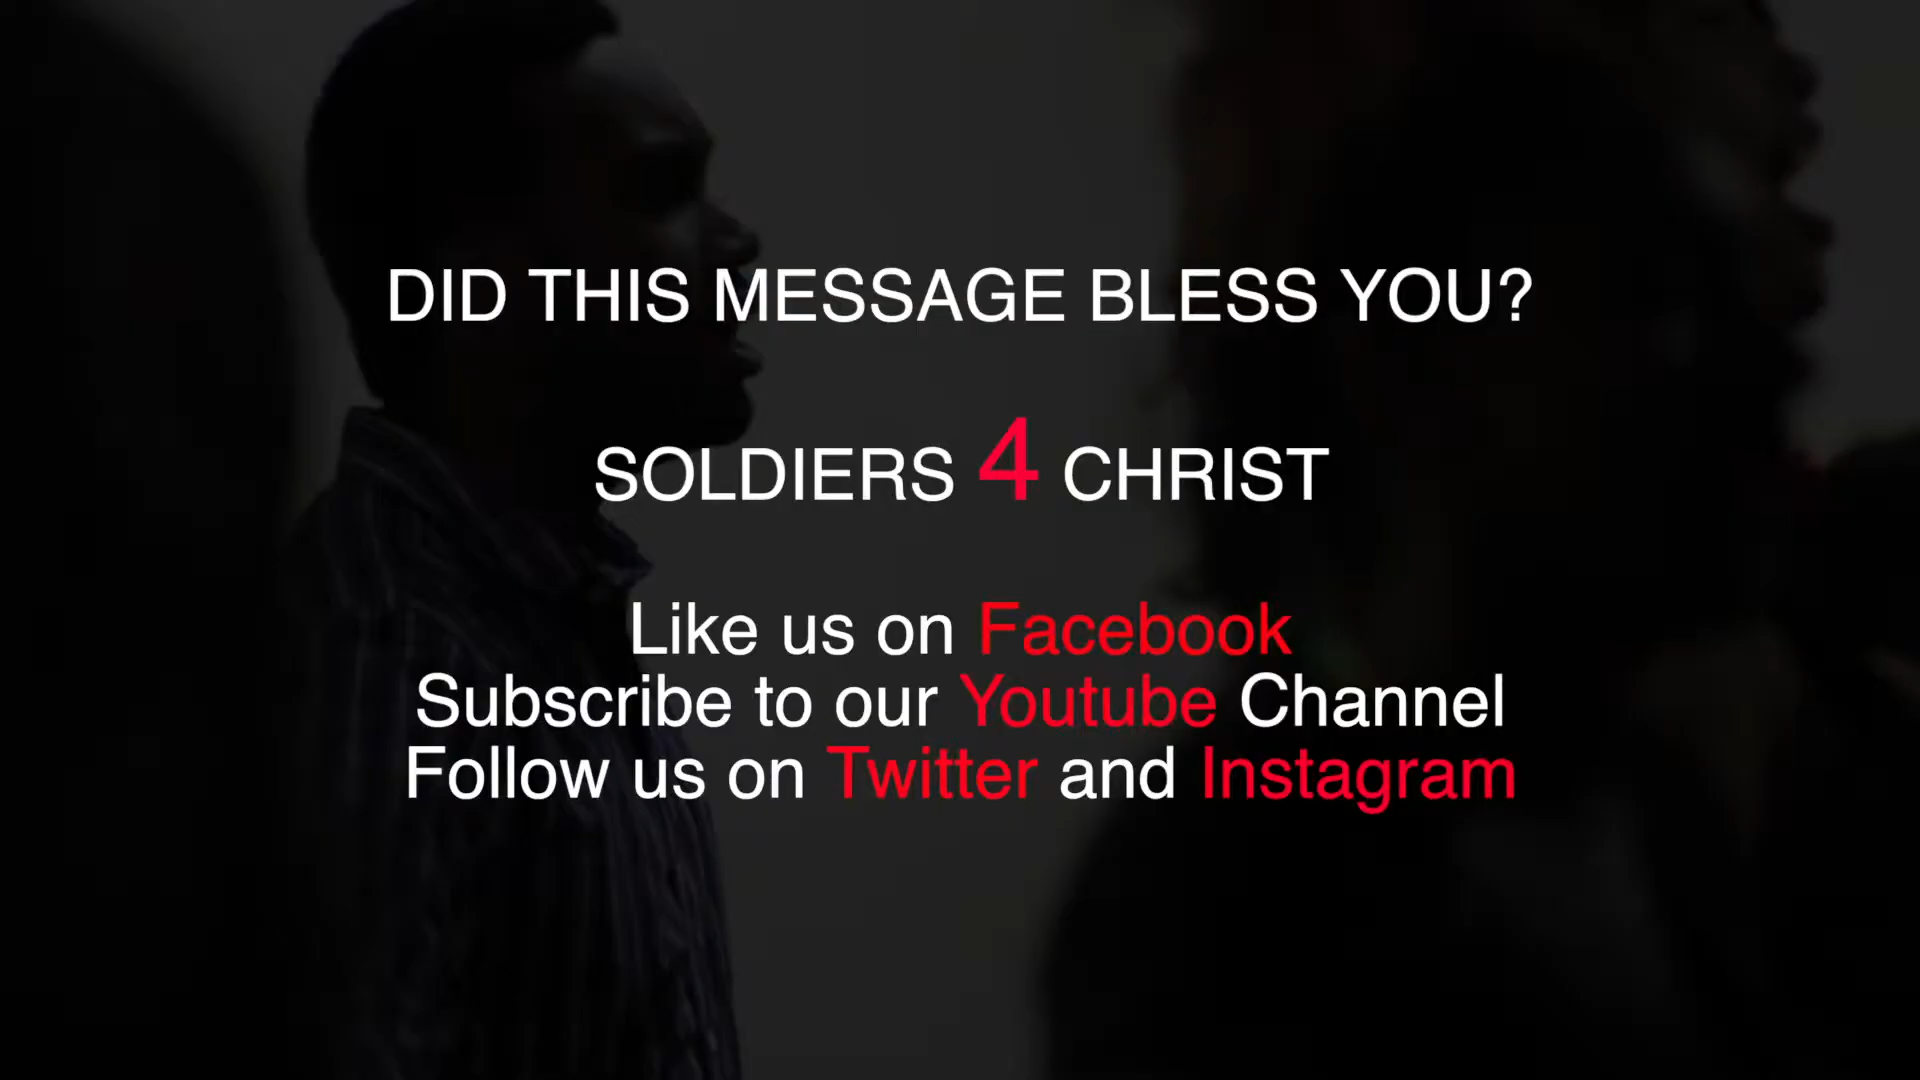 DID THIS MESSAGE BLESS YOU?
SOLDIERS 4 CHRIST
Like us on Facebook
Subscribe to our Youtube Channel
Follow us on Twitter and Instagram